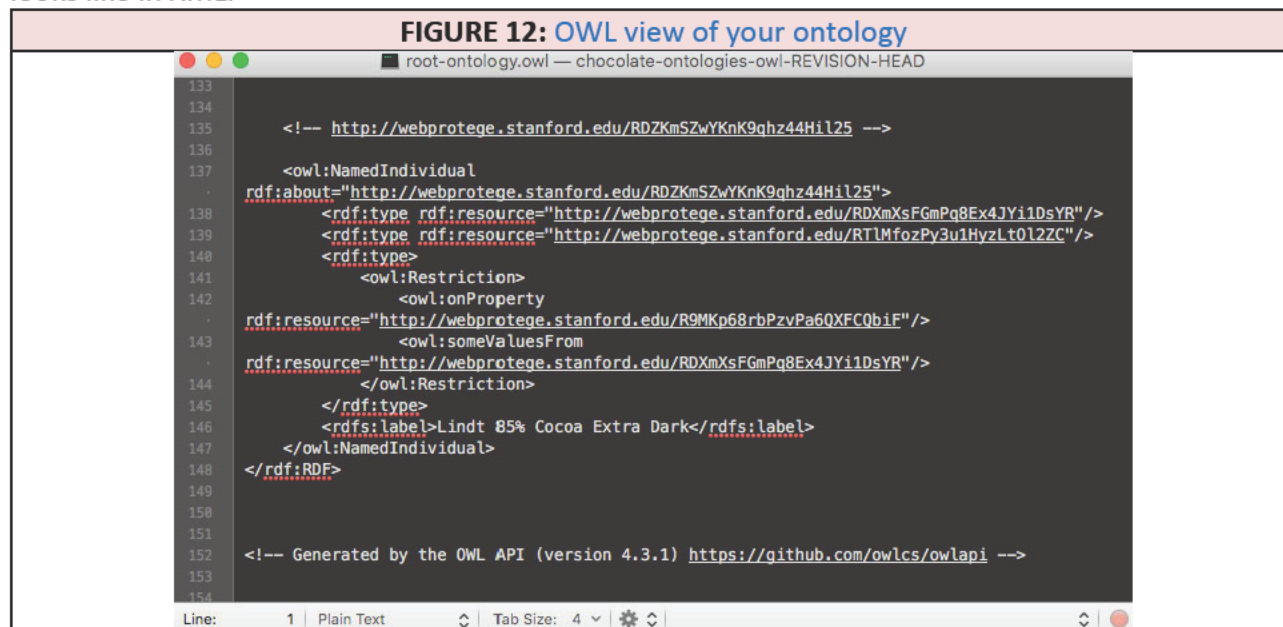 FIGURE 12: OWL view of your ontology
root-ontology.owl — chocolate-ontologies-owl-REVISION-HEAD
133
134
135 <!-- http://webprotege.stanford.edu/RDZKmSZwYKnK9qhz44Hil25 -->
136
137 <owl:NamedIndividual
· rdf:about="http://webprotege.stanford.edu/RDZKmSZwYKnK9qhz44Hil25">
138 <rdf:type rdf:resource="http://webprotege.stanford.edu/RDXmXsFGmPq8Ex4JYi1DsYR"/>
139 <rdf:type rdf:resource="http://webprotege.stanford.edu/RTlMfozPy3u1HyzLtOl2ZC"/>
140 <rdf:type>
141 <owl:Restriction>
142 <owl:onProperty
· rdf:resource="http://webprotege.stanford.edu/R9MKp68rbPzvPa6QXFCQbiF"/>
143 <owl:someValuesFrom
· rdf:resource="http://webprotege.stanford.edu/RDXmXsFGmPq8Ex4JYi1DsYR"/>
144 </owl:Restriction>
145 </rdf:type>
146 <rdfs:label>Lindt 85% Cocoa Extra Dark</rdfs:label>
147 </owl:NamedIndividual>
148 </rdf:RDF>
149
150
151
152 <!-- Generated by the OWL API (version 4.3.1) https://github.com/owlcs/owlapi -->
153
154
Line: 1 Plain Text Tab Size: 4